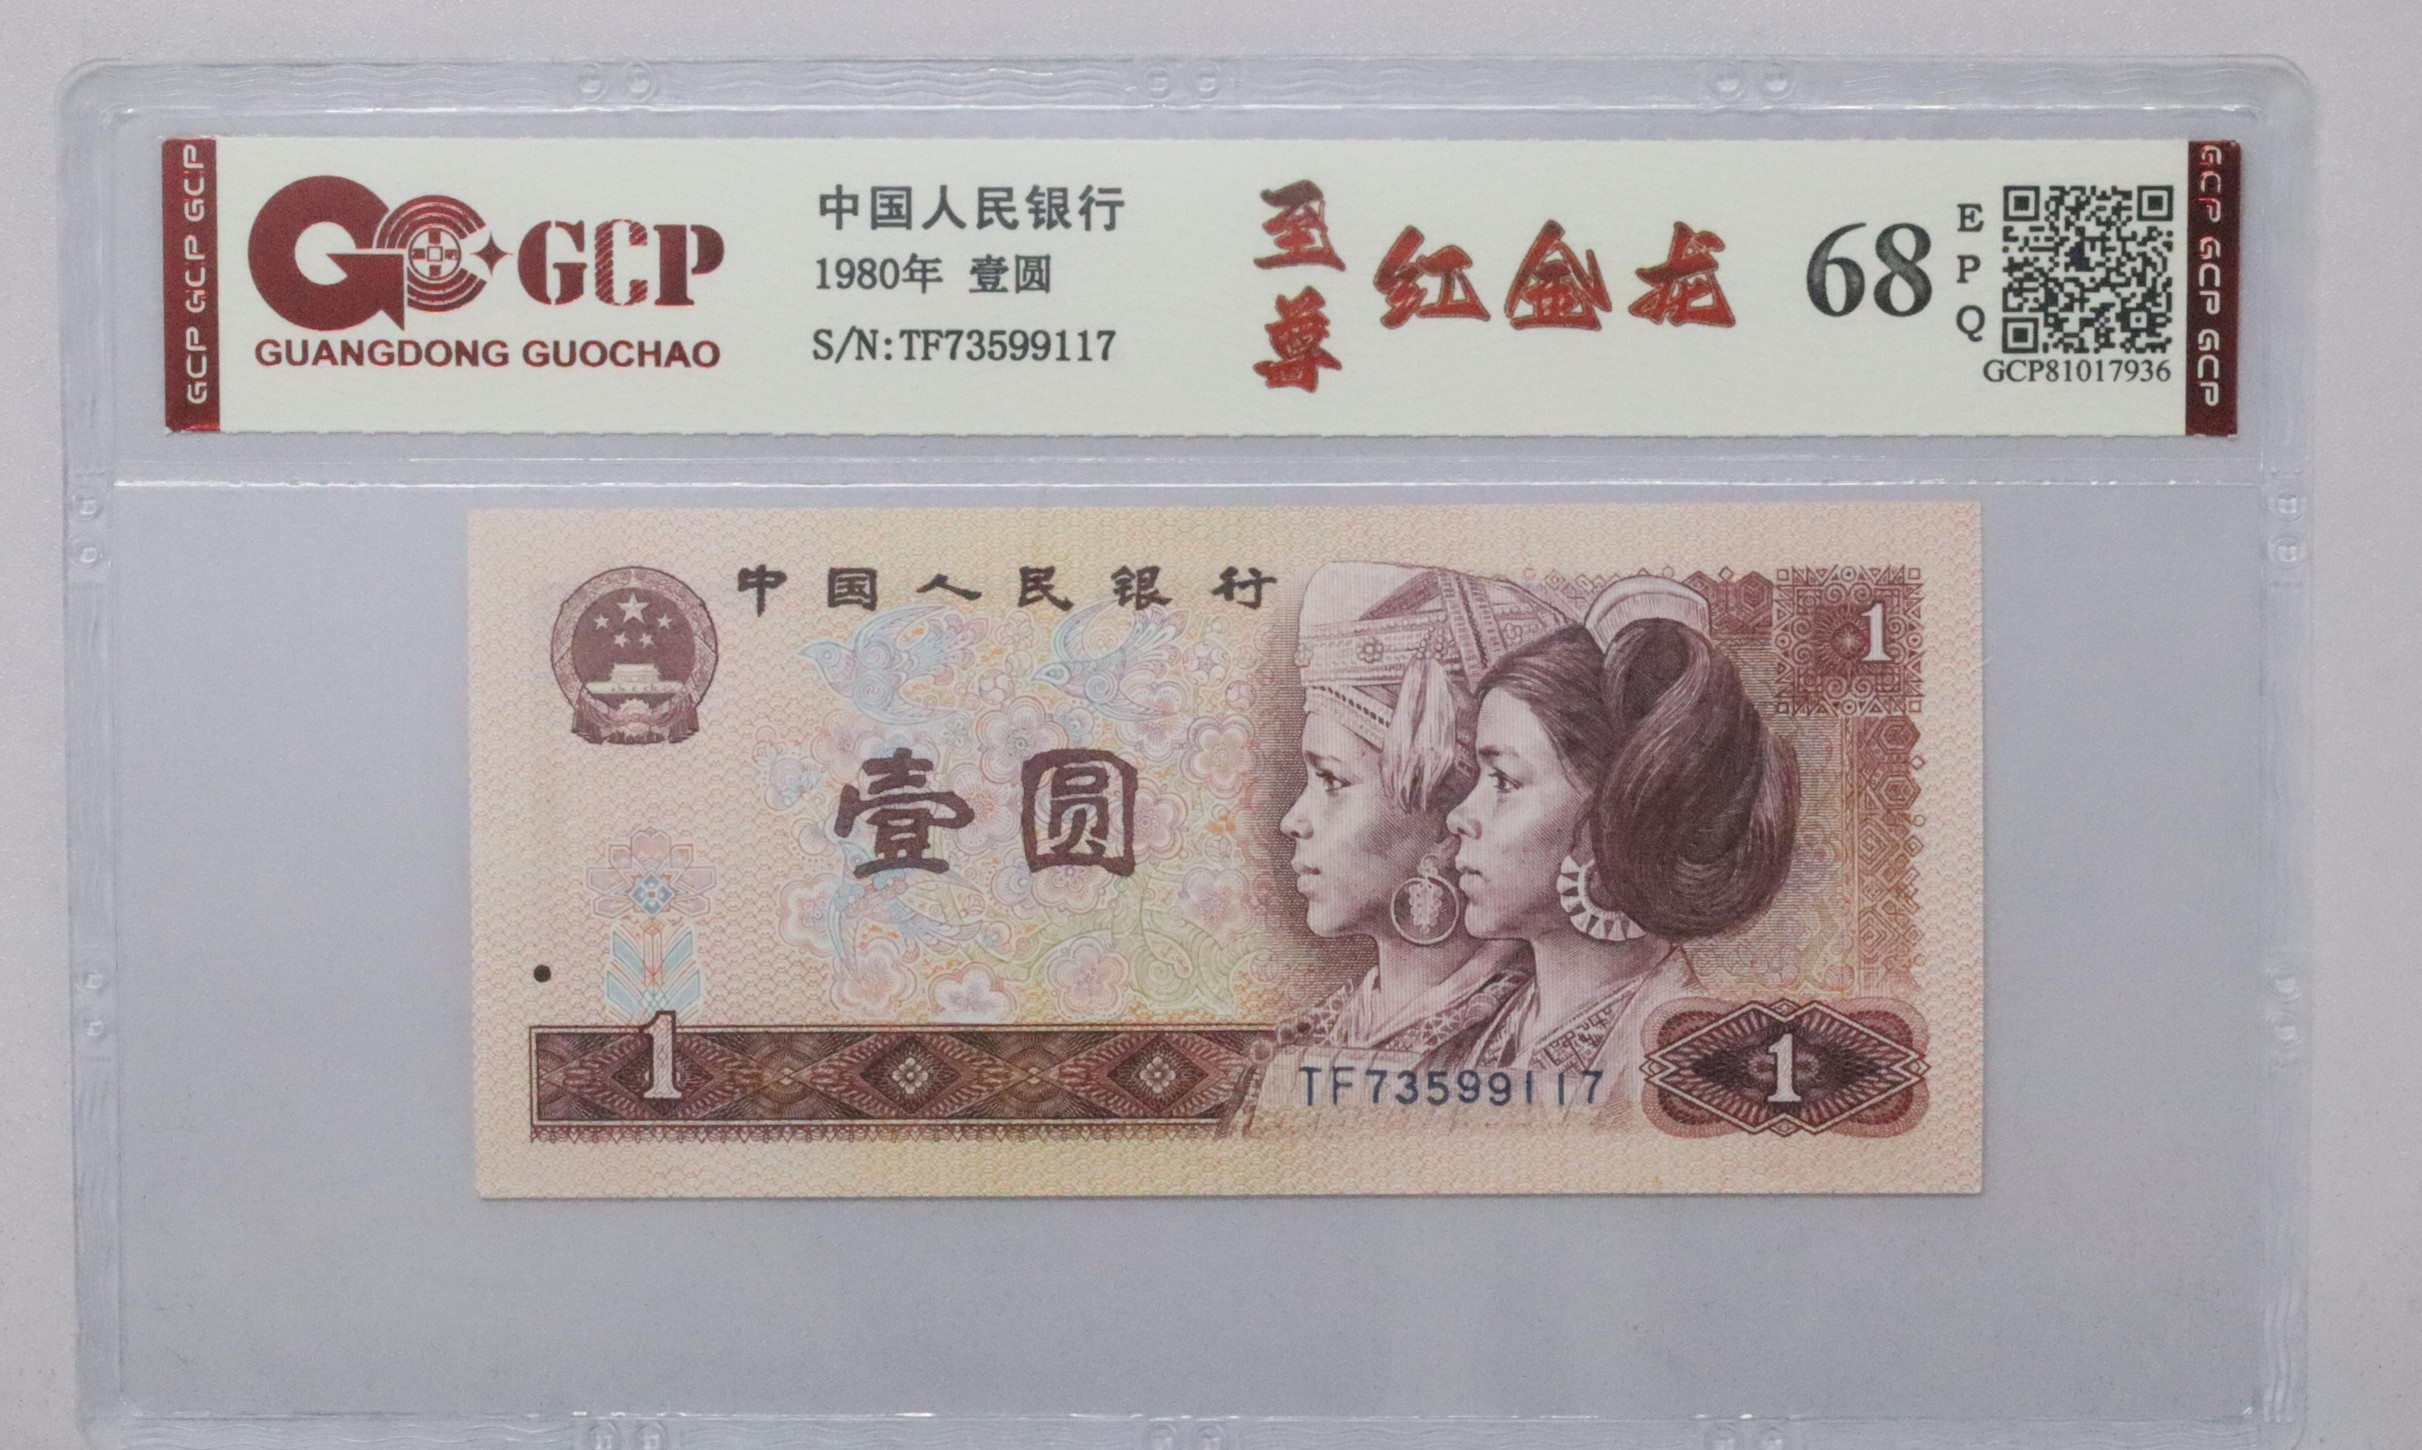 GCP GCP GCP
GCP
GUANGDONG GUOCHAO
中国人民银行
1980年 壹圆
S/N:TF73599117
至尊
红金龙
68
EPQ
GCP81017936
GCP GCP GCP
中国人民银行
1
壹圆
1
TF73599117
1